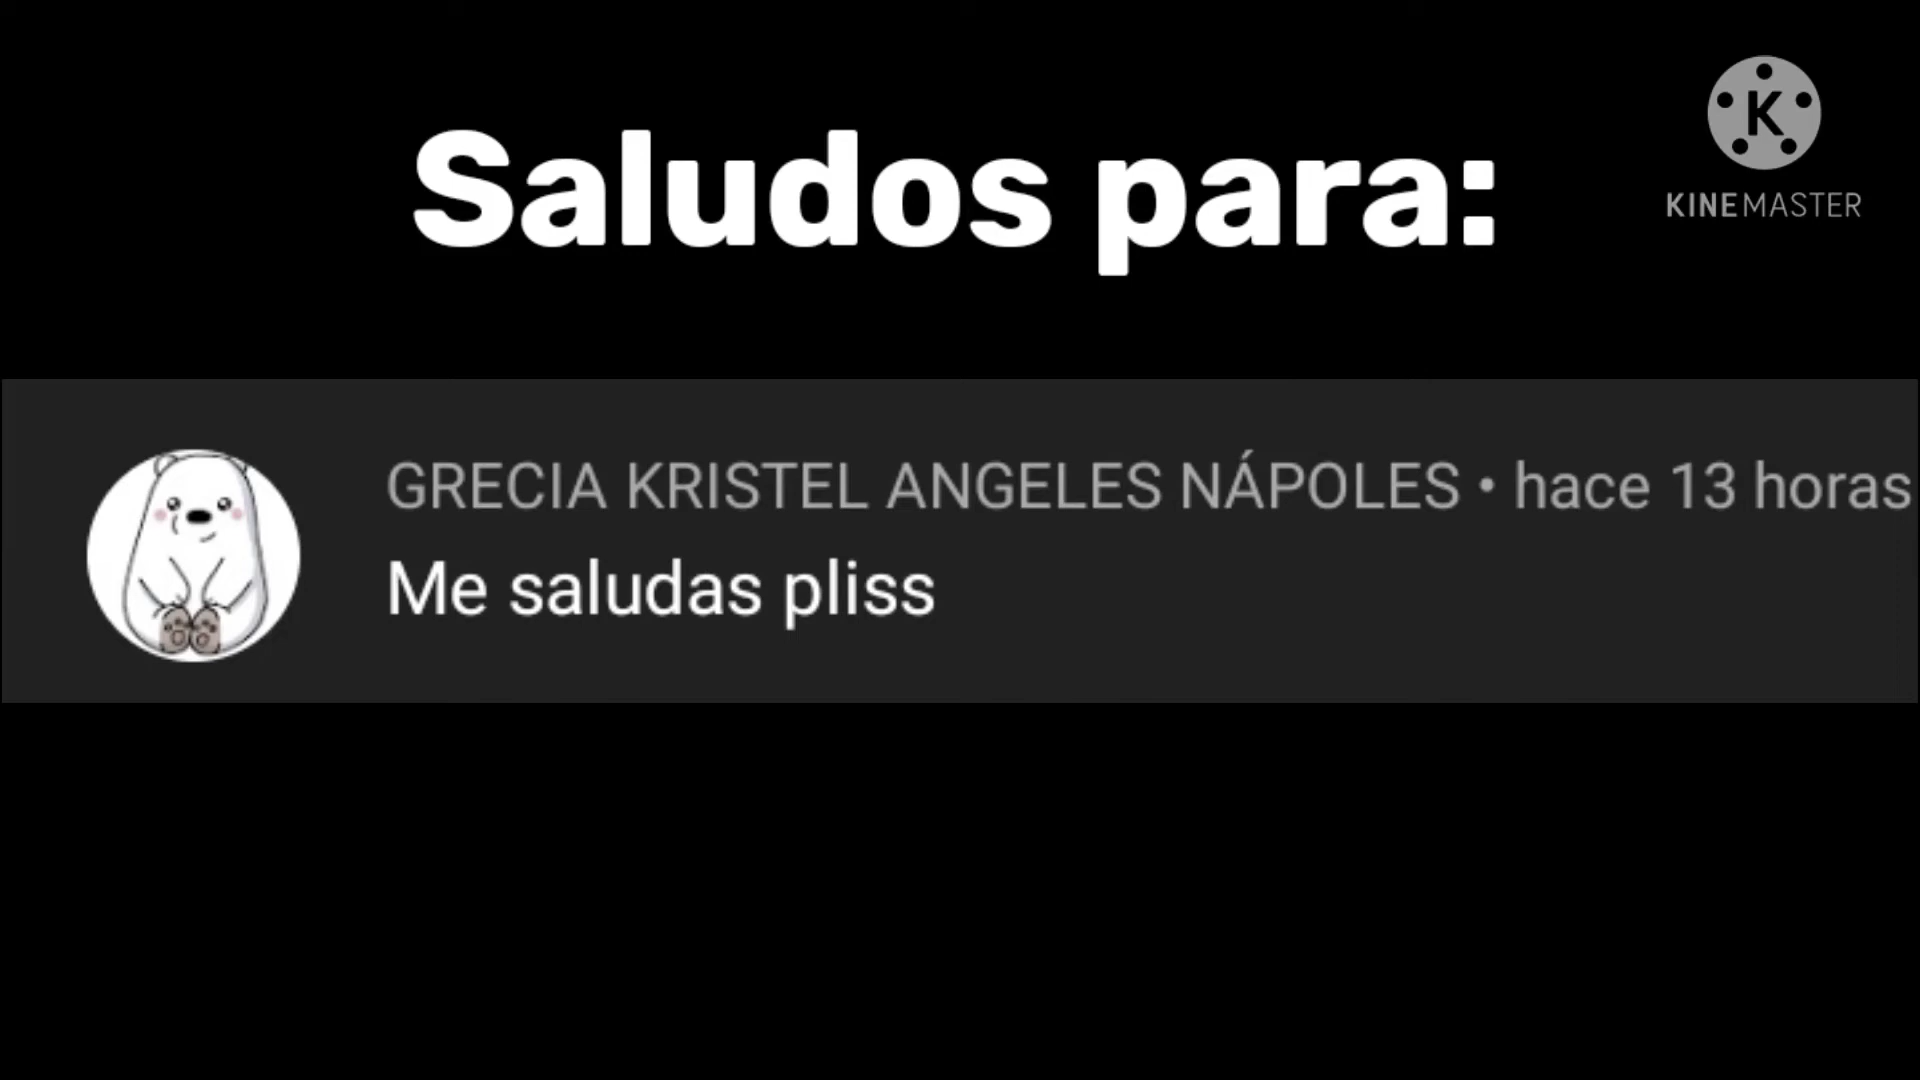 Saludos para:
K
KINEMASTER
GRECIA KRISTEL ANGELES NÁPOLES • hace 13 horas
Me saludas pliss